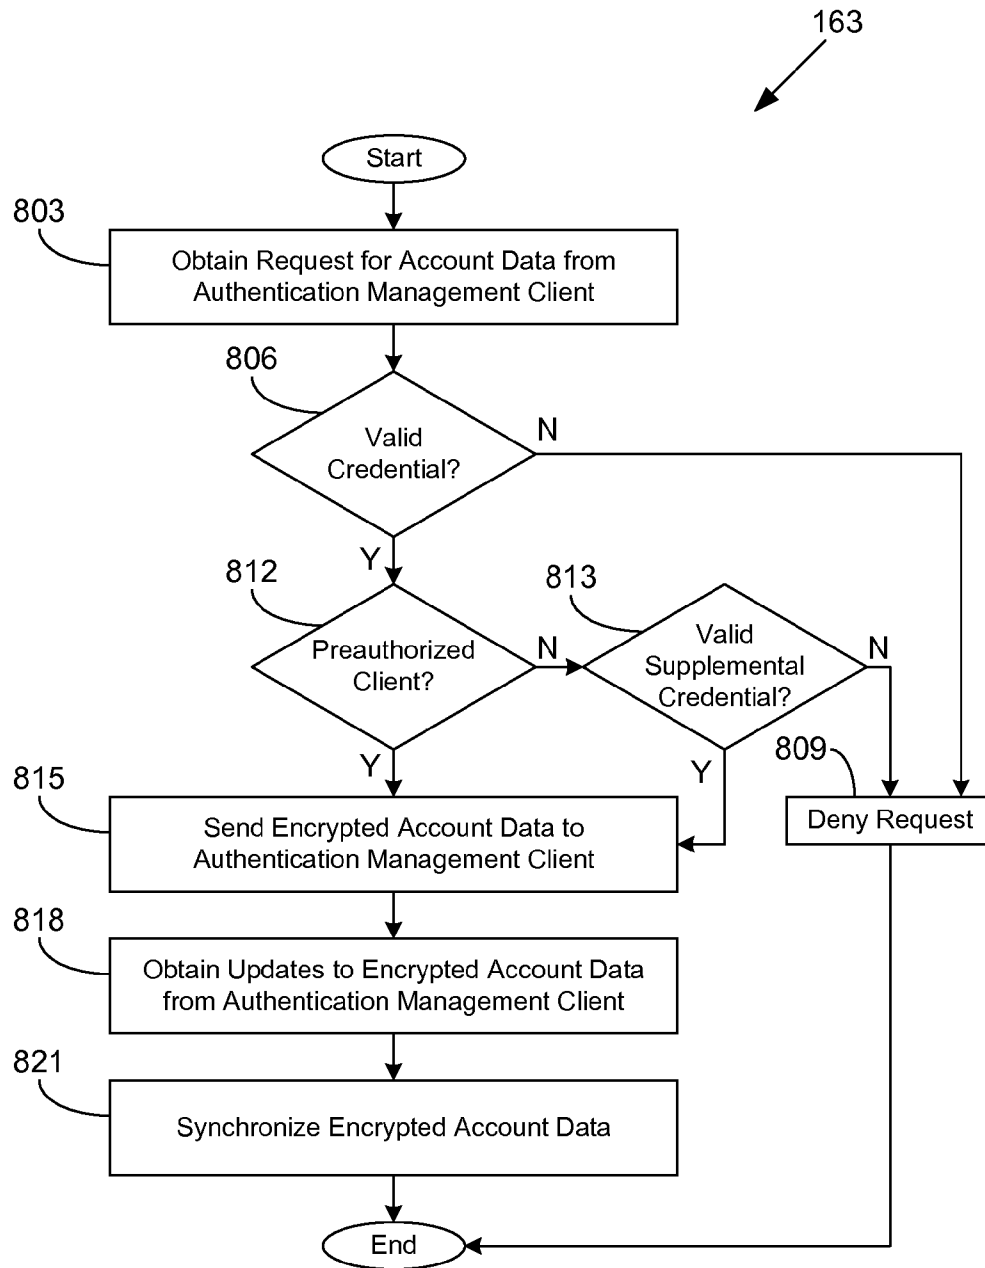 163
Start
803
Obtain Request for Account Data from
Authentication Management Client
806
Valid
Credential?
N
Y
812
Preauthorized
Client?
N
813
Valid
Supplemental
Credential?
N
Y
Y
809
Deny Request
815
Send Encrypted Account Data to
Authentication Management Client
818
Obtain Updates to Encrypted Account Data
from Authentication Management Client
821
Synchronize Encrypted Account Data
End